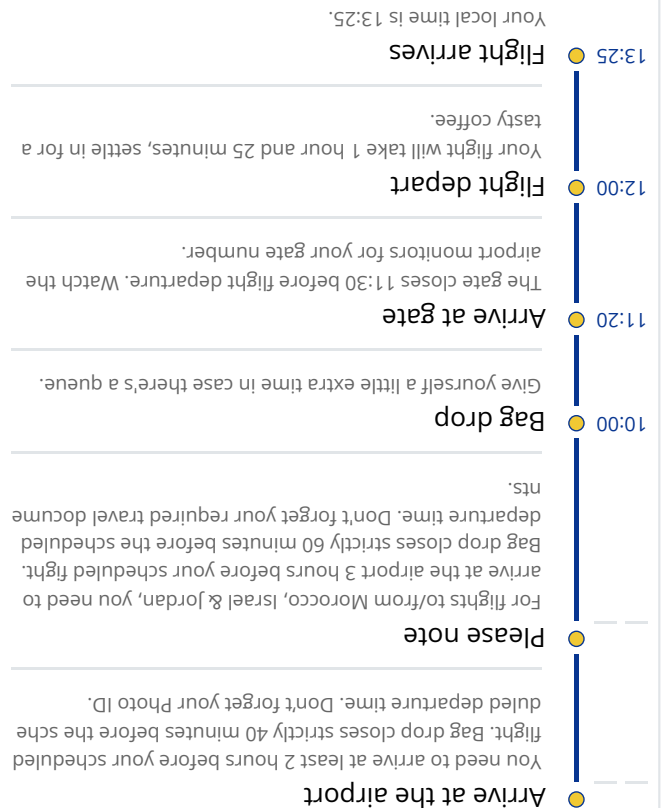 Arrive at the airport
You need to arrive at least 2 hours before your scheduled
flight. Bag drop closes strictly 40 minutes before the sche
duled departure time. Don't forget your Photo ID.
Please note
For flights to/from Morocco, Israel & Jordan, you need to
arrive at the airport 3 hours before your scheduled fight.
Bag drop closes strictly 60 minutes before the scheduled
departure time. Don't forget your required travel docume
nts.
10:00
Bag drop
Give yourself a little extra time in case there's a queue.
11:20
Arrive at gate
The gate closes 11:30 before flight departure. Watch the
airport monitors for your gate number.
12:00
Flight depart
Your flight will take 1 hour and 25 minutes, settle in for a
tasty coffee.
13:25
Flight arrives
Your local time is 13:25.